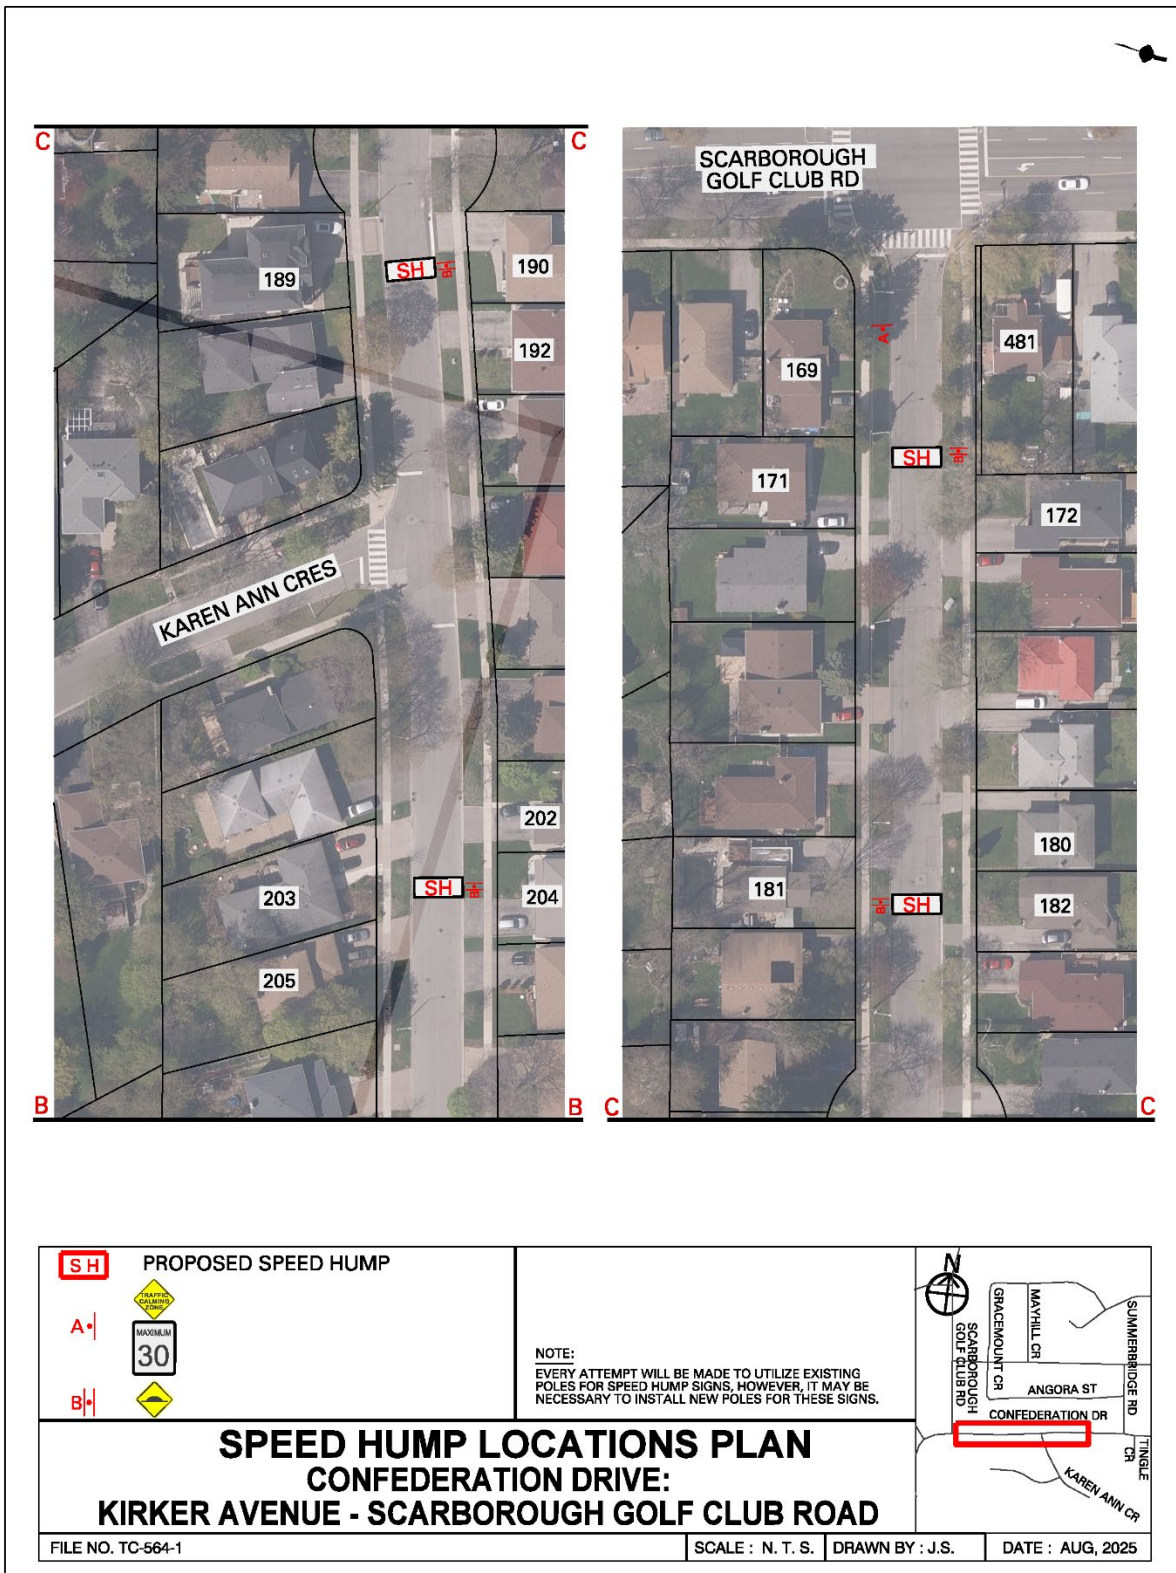 C
C
189
SH
B
190
192
KAREN ANN CRES
202
SH
B
203
204
205
B
B
SCARBOROUGH
GOLF CLUB RD
A
169
481
SH
B
171
172
180
181
B
SH
182
C
C
SH PROPOSED SPEED HUMP
TRAFFIC
CALMING
ZONE
A
MAXIMUM
30
B
NOTE:
EVERY ATTEMPT WILL BE MADE TO UTILIZE EXISTING
POLES FOR SPEED HUMP SIGNS, HOWEVER, IT MAY BE
NECESSARY TO INSTALL NEW POLES FOR THESE SIGNS.
N
SCARBOROUGH
GOLF CLUB RD
GRACEMOUNT CR
MAYHILL CR
SUMMERBRIDGE RD
ANGORA ST
CONFEDERATION DR
TINGLE
CR
KAREN ANN CR
SPEED HUMP LOCATIONS PLAN
CONFEDERATION DRIVE:
KIRKER AVENUE - SCARBOROUGH GOLF CLUB ROAD
FILE NO. TC-564-1
SCALE : N. T. S.
DRAWN BY : J.S.
DATE : AUG, 2025